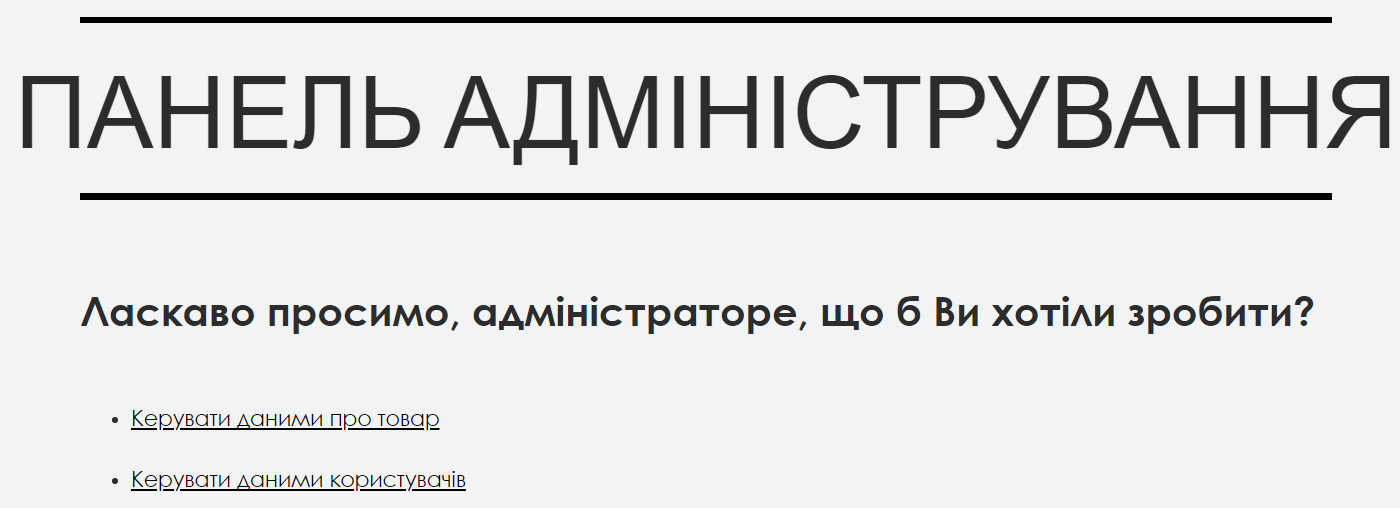 ПАНЕЛЬ АДМІНІСТРУВАННЯ
Ласкаво просимо, адміністраторе, що б Ви хотіли зробити?
Керувати даними про товар
Керувати даними користувачів